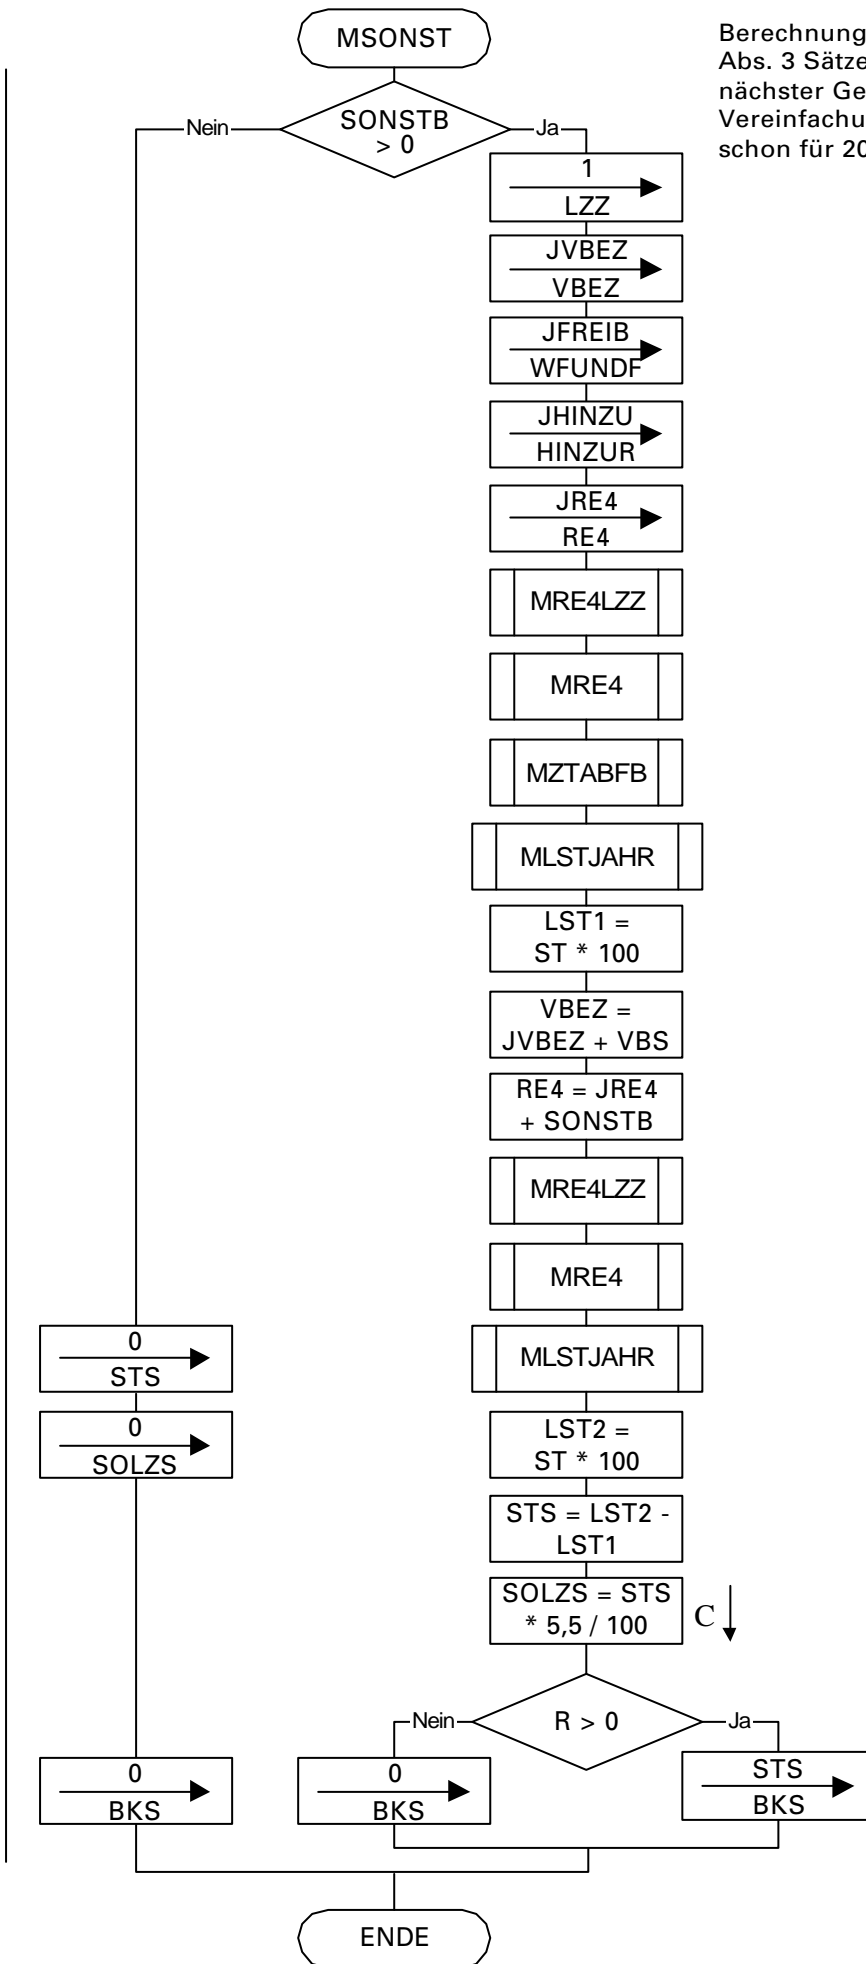 MSONST
Berechnung
Abs. 3 Sätze
nächster Ge
Vereinfachu
schon für 20
Nein
SONSTB
> 0
Ja
1
LZZ
JVBEZ
VBEZ
JFREIB
WFUNDF
JHINZU
HINZUR
JRE4
RE4
MRE4LZZ
MRE4
MZTABFB
MLSTJAHR
LST1 =
ST * 100
VBEZ =
JVBEZ + VBS
RE4 = JRE4
+ SONSTB
MRE4LZZ
MRE4
0
STS
MLSTJAHR
0
SOLZS
LST2 =
ST * 100
STS = LST2 -
LST1
SOLZS = STS
* 5,5 / 100
C
Nein
R > 0
Ja
0
BKS
0
BKS
STS
BKS
ENDE